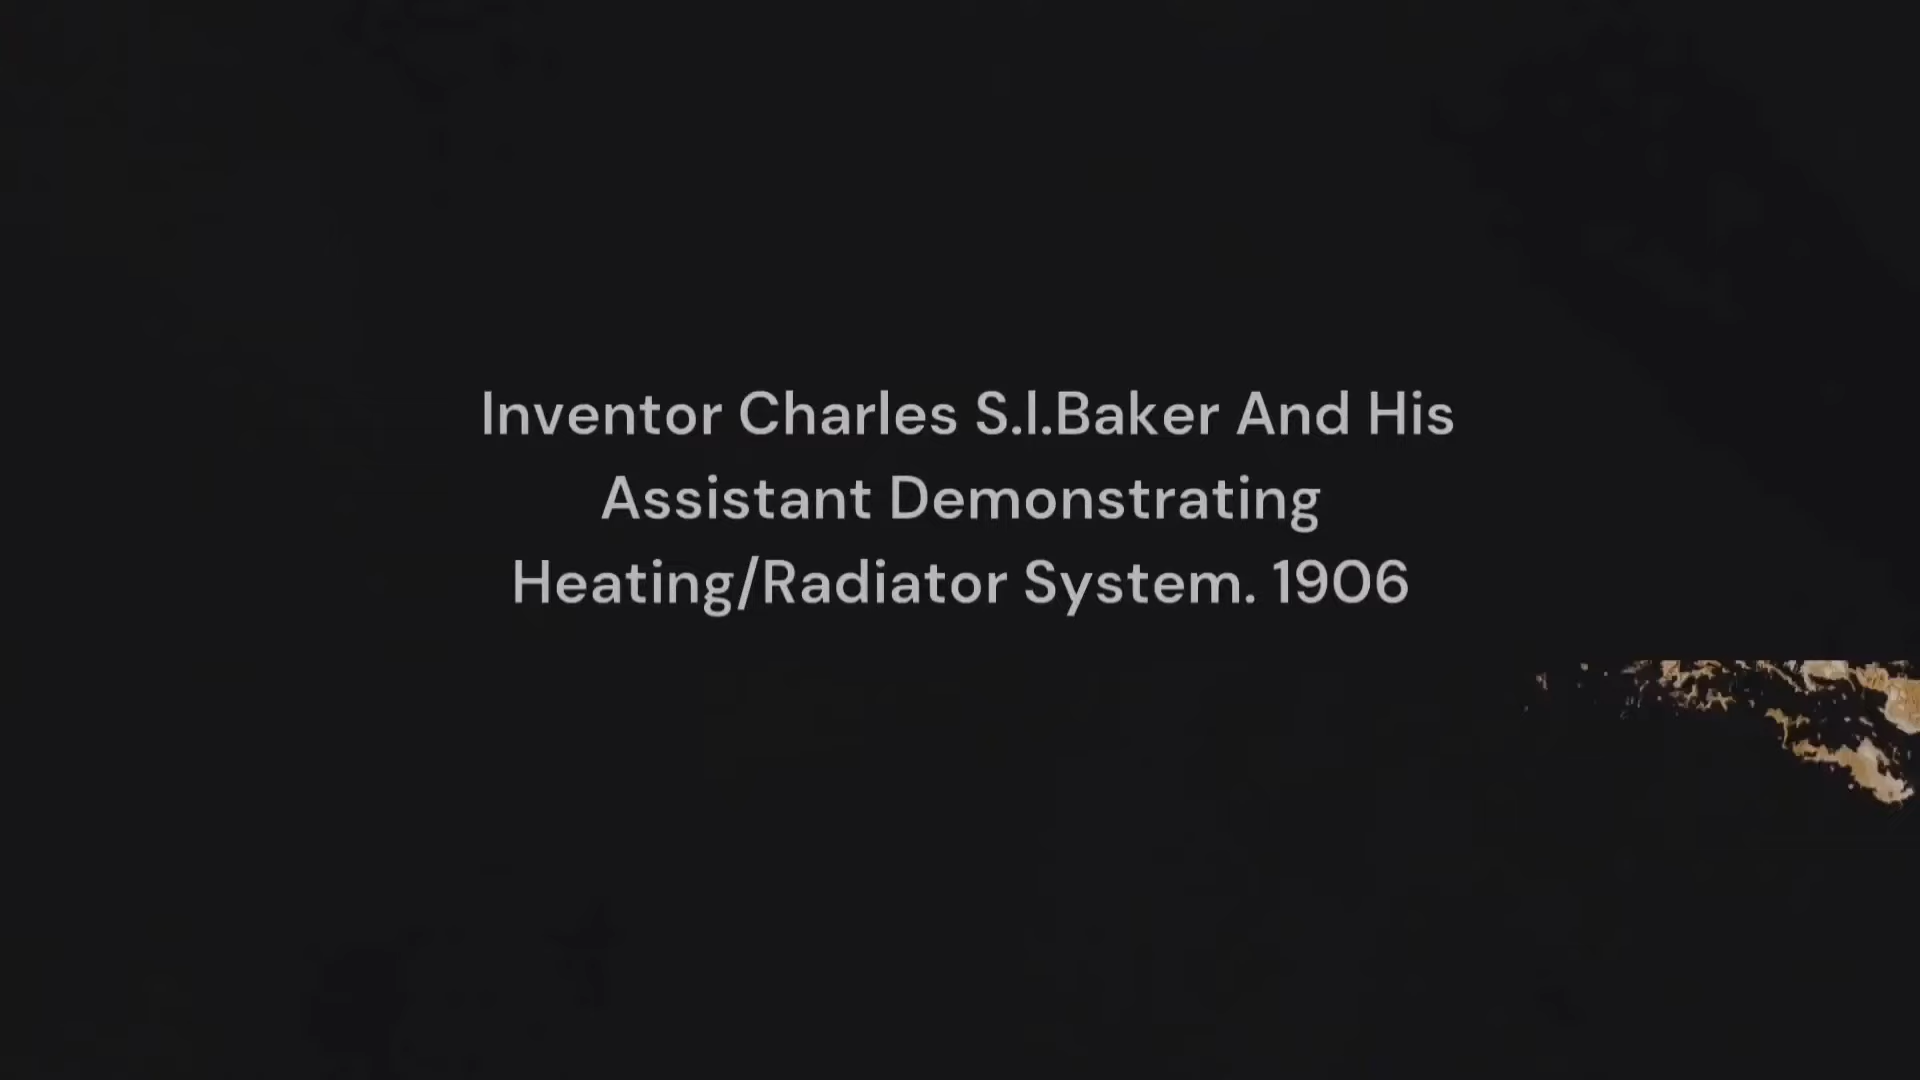 Inventor Charles S.I.Baker And His
Assistant Demonstrating
Heating/Radiator System. 1906